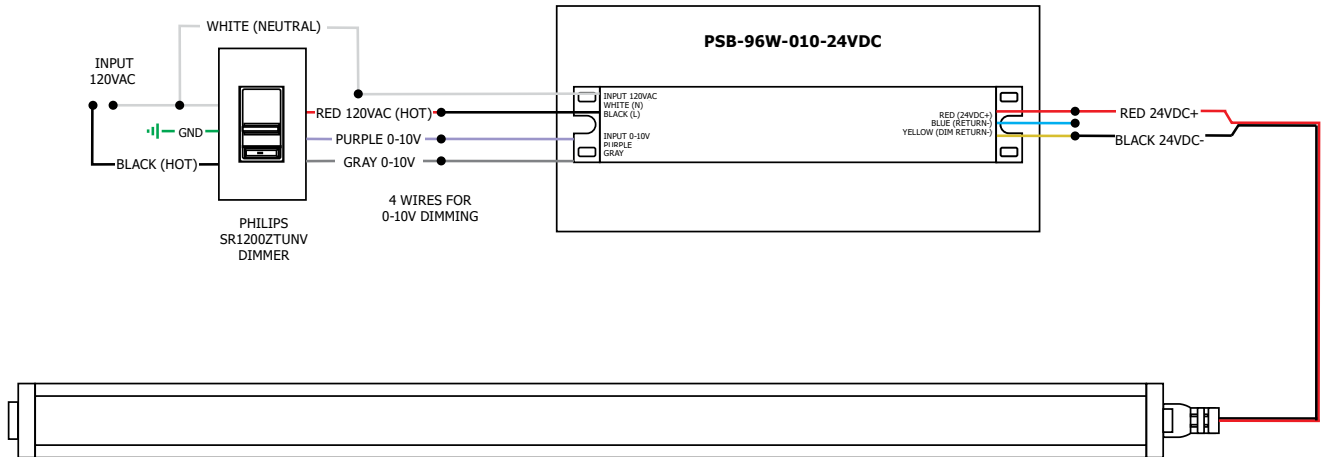 WHITE (NEUTRAL)
PSB-96W-010-24VDC
INPUT
120VAC
INPUT 120VAC
WHITE (N)
BLACK (L)
RED 120VAC (HOT)
RED (24VDC+)
BLUE (RETURN-)
YELLOW (DIM RETURN-)
RED 24VDC+
GND
PURPLE 0-10V
INPUT 0-10V
PURPLE
GRAY
BLACK 24VDC-
BLACK (HOT)
GRAY 0-10V
4 WIRES FOR
0-10V DIMMING
PHILIPS
SR1200ZTUNV
DIMMER